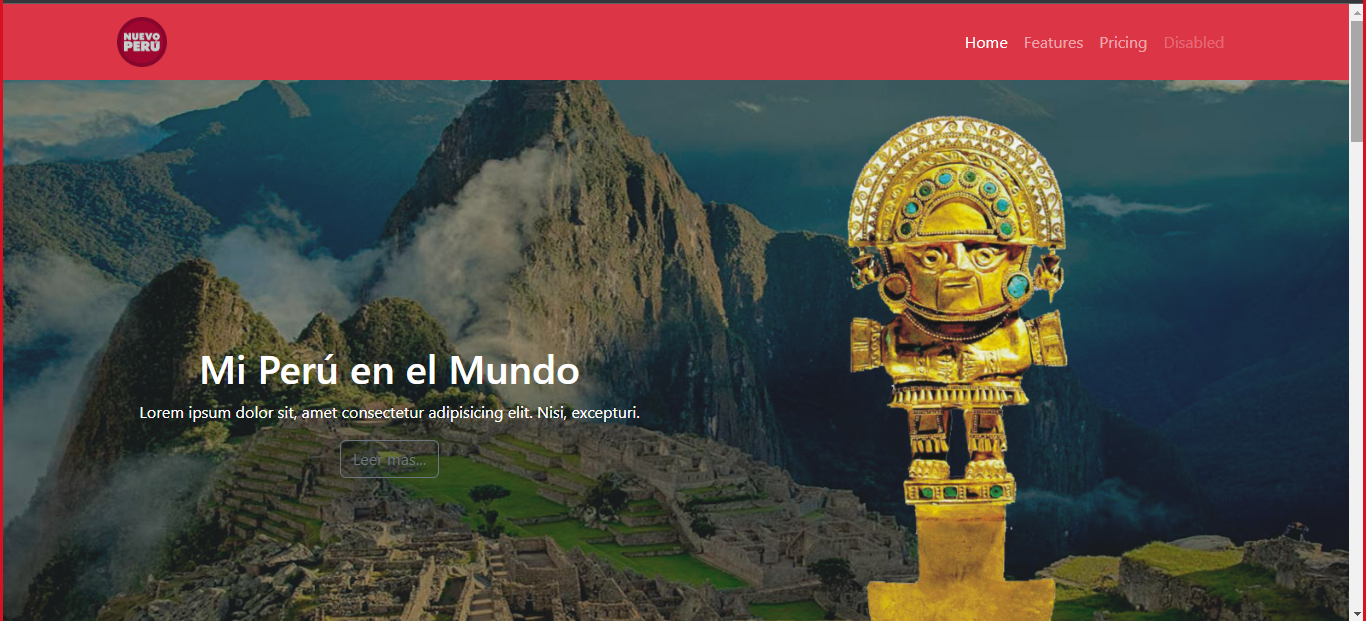 NUEVO
PERÚ
Home Features Pricing Disabled
Mi Perú en el Mundo
Lorem ipsum dolor sit, amet consectetur adipisicing elit. Nisi, excepturi.
Leer mas...